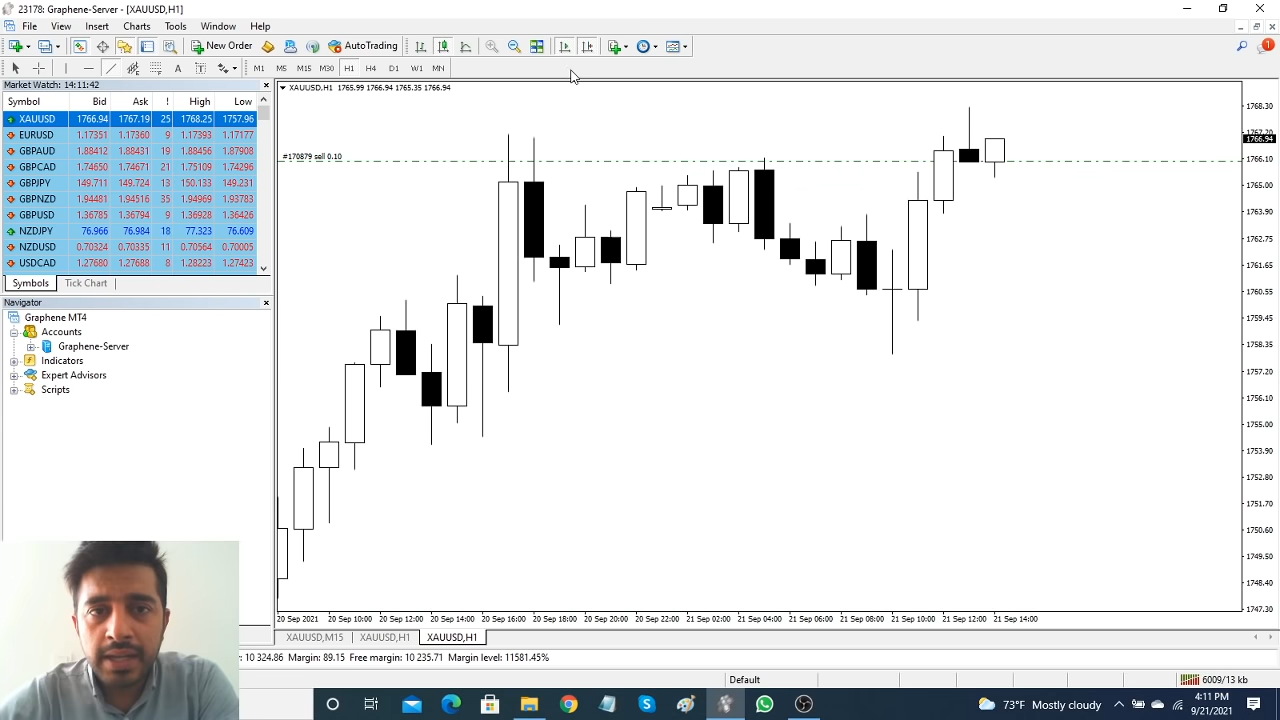 23178: Graphene-Server - [XAUUSD,H1]
File View Insert Charts Tools Window Help
New Order AutoTrading 1
A T M1 M5 M15 M30 H1 H4 D1 W1 MN
Market Watch: 14:11:42
Symbol Bid Ask ! High Low
XAUUSD 1766.94 1767.19 25 1768.25 1757.96
EURUSD 1.17351 1.17360 9 1.17393 1.17177
GBPAUD 1.88412 1.88431 19 1.88456 1.87908
GBPCAD 1.74650 1.74671 21 1.75109 1.74296
GBPJPY 149.711 149.724 13 150.133 149.231
GBPNZD 1.94481 1.94516 35 1.94969 1.93783
GBPUSD 1.36785 1.36794 9 1.36928 1.36426
NZDJPY 76.966 76.984 18 77.323 76.609
NZDUSD 0.70324 0.70335 11 0.70564 0.70005
USDCAD 1.27680 1.27688 8 1.28223 1.27423
Symbols Tick Chart
Navigator
Graphene MT4
Accounts
Graphene-Server
Indicators
Expert Advisors
Scripts
XAUUSD,H1 1765.99 1766.94 1765.35 1766.94
#170879 sell 0.10
1768.30
1767.20
1766.94
1766.10
1765.00
1763.90
1762.75
1761.65
1760.55
1759.45
1758.35
1757.20
1756.10
1755.00
1753.90
1752.80
1751.70
1750.60
1749.50
1748.40
1747.30
20 Sep 2021 20 Sep 10:00 20 Sep 12:00 20 Sep 14:00 20 Sep 16:00 20 Sep 18:00 20 Sep 20:00 20 Sep 22:00 21 Sep 02:00 21 Sep 04:00 21 Sep 06:00 21 Sep 08:00 21 Sep 10:00 21 Sep 12:00 21 Sep 14:00
XAUUSD,M15 XAUUSD,H1 XAUUSD,H1
: 10 324.86 Margin: 89.15 Free margin: 10 235.71 Margin level: 11581.45%
Default 6009/13 kb
73°F Mostly cloudy 4:11 PM
9/21/2021